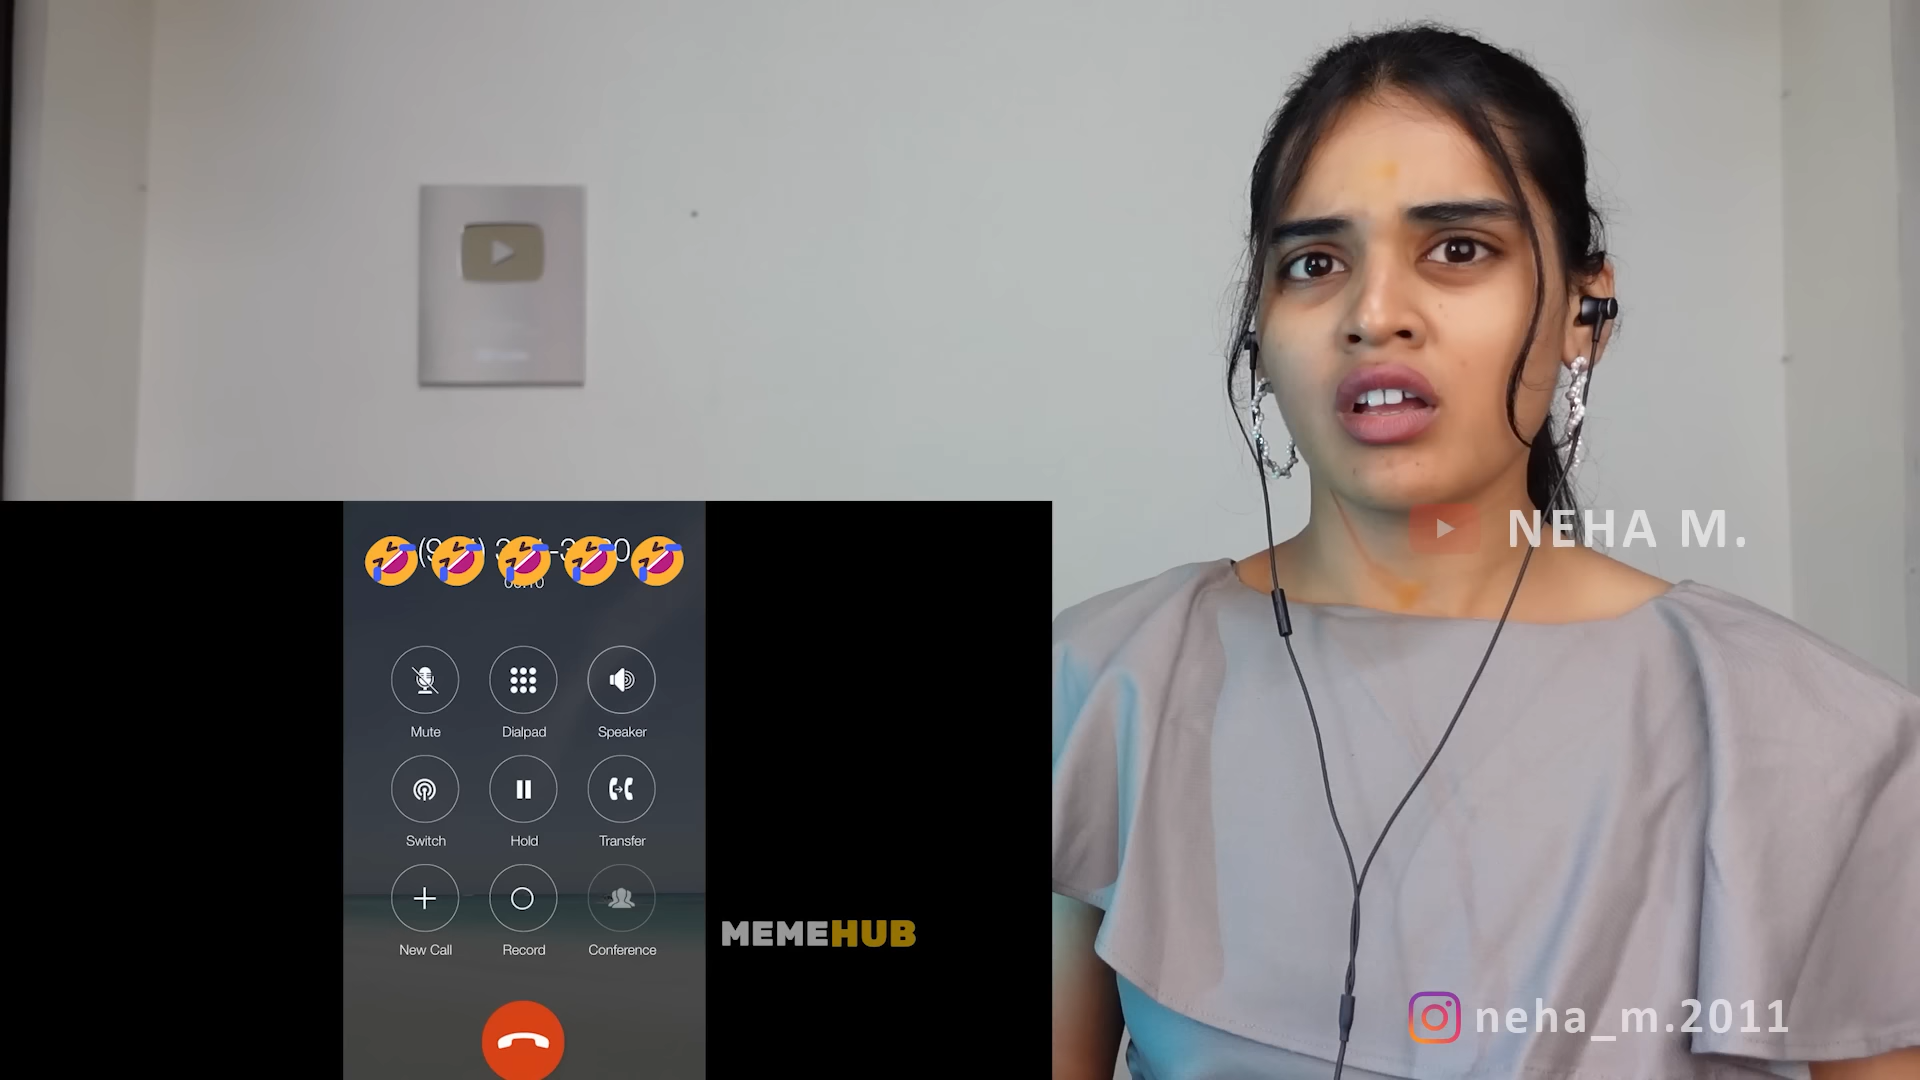 Mute
Dialpad
Speaker
Switch
Hold
Transfer
New Call
Record
Conference
MEMEHUB
NEHA M.
neha_m.2011